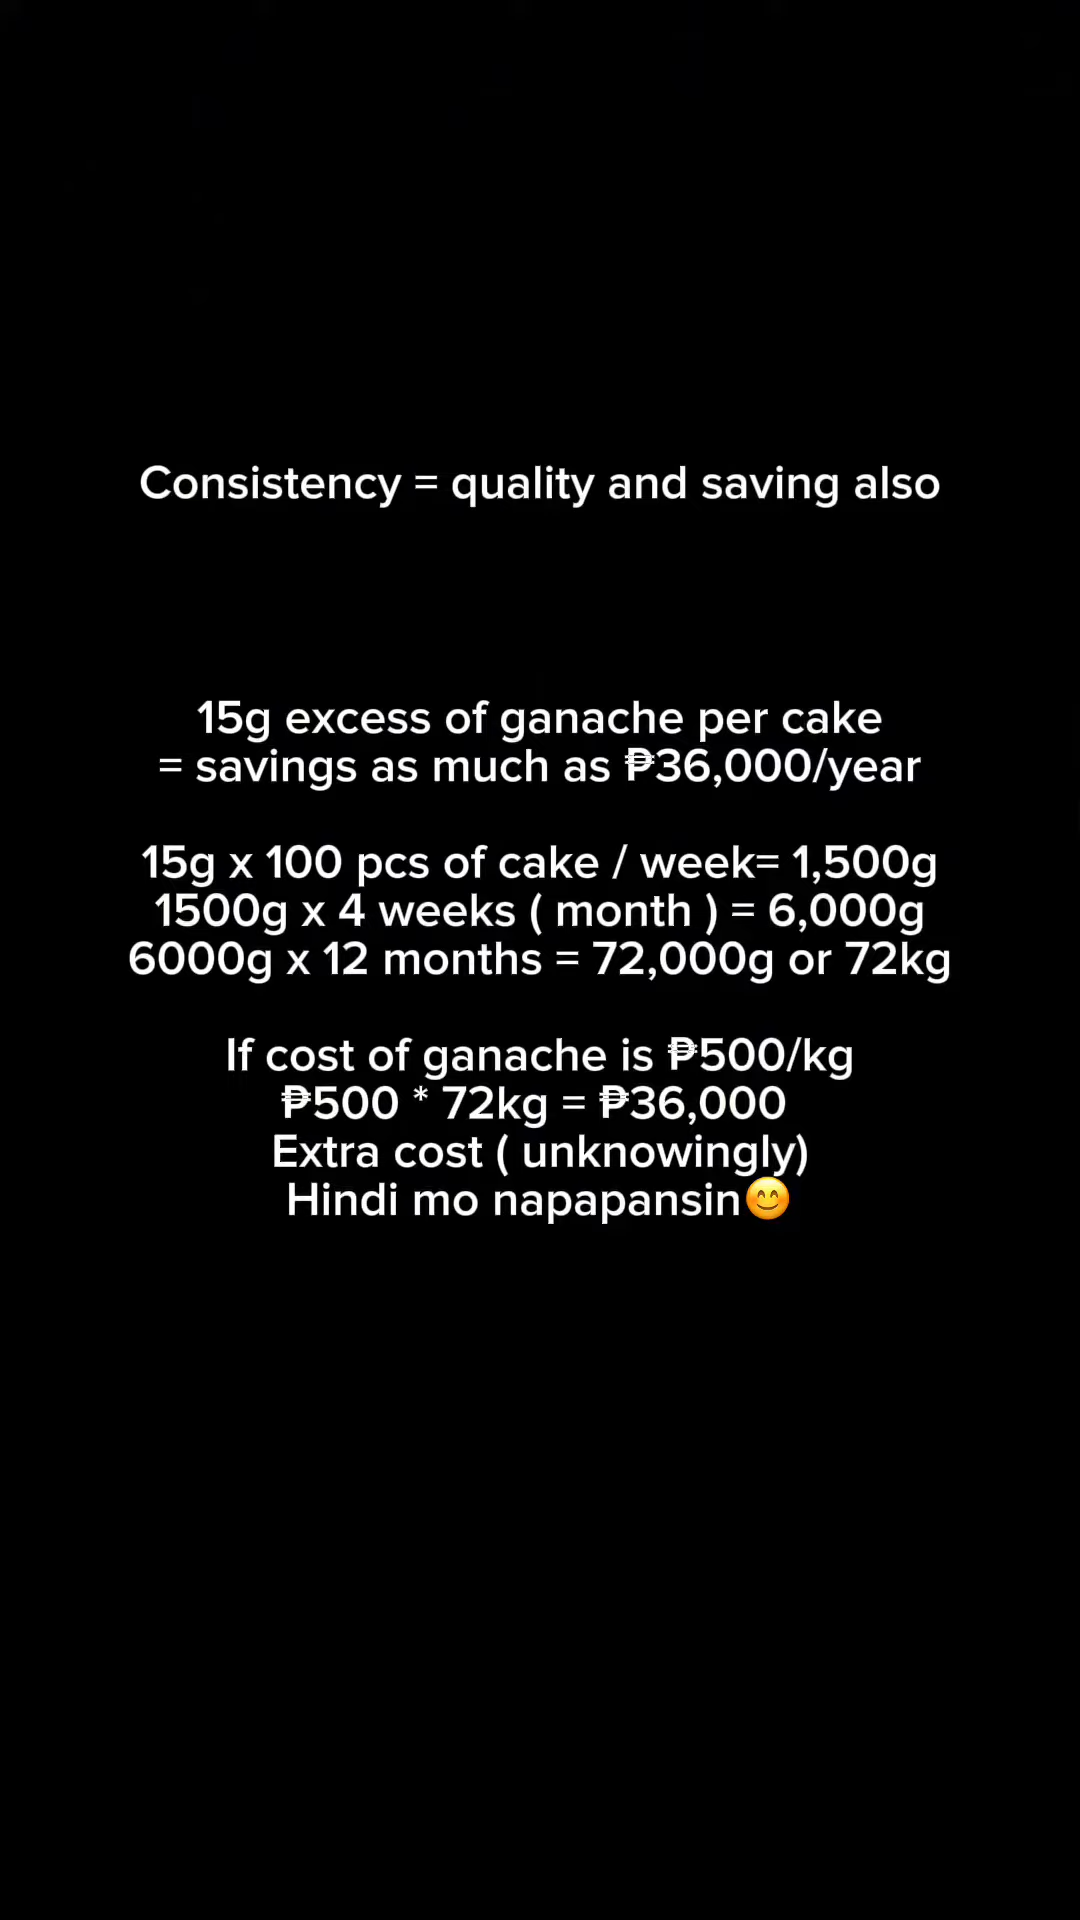 Consistency = quality and saving also
15g excess of ganache per cake
= savings as much as ₱36,000/year
15g x 100 pcs of cake / week= 1,500g
1500g x 4 weeks ( month ) = 6,000g
6000g x 12 months = 72,000g or 72kg
If cost of ganache is ₱500/kg
₱500 * 72kg = ₱36,000
Extra cost ( unknowingly)
Hindi mo napapansin😊